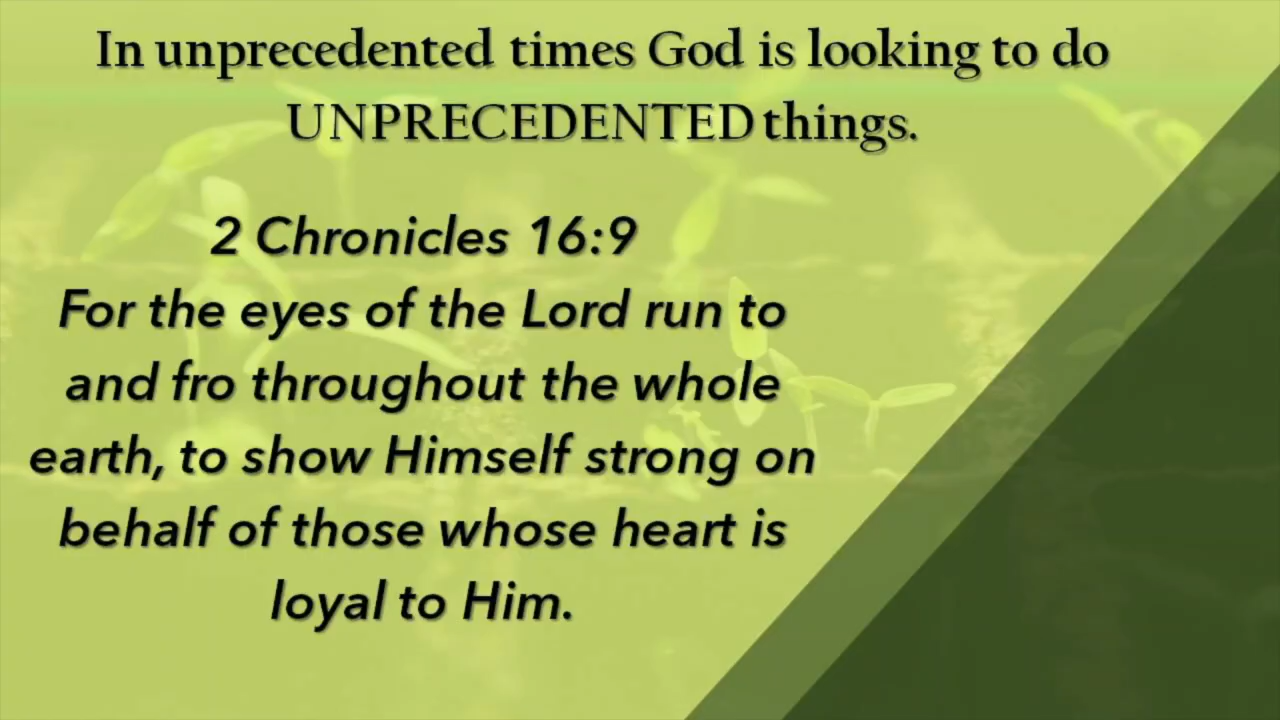 In unprecedented times God is looking to do
UNPRECEDENTED things.
2 Chronicles 16:9
For the eyes of the Lord run to
and fro throughout the whole
earth, to show Himself strong on
behalf of those whose heart is
loyal to Him.